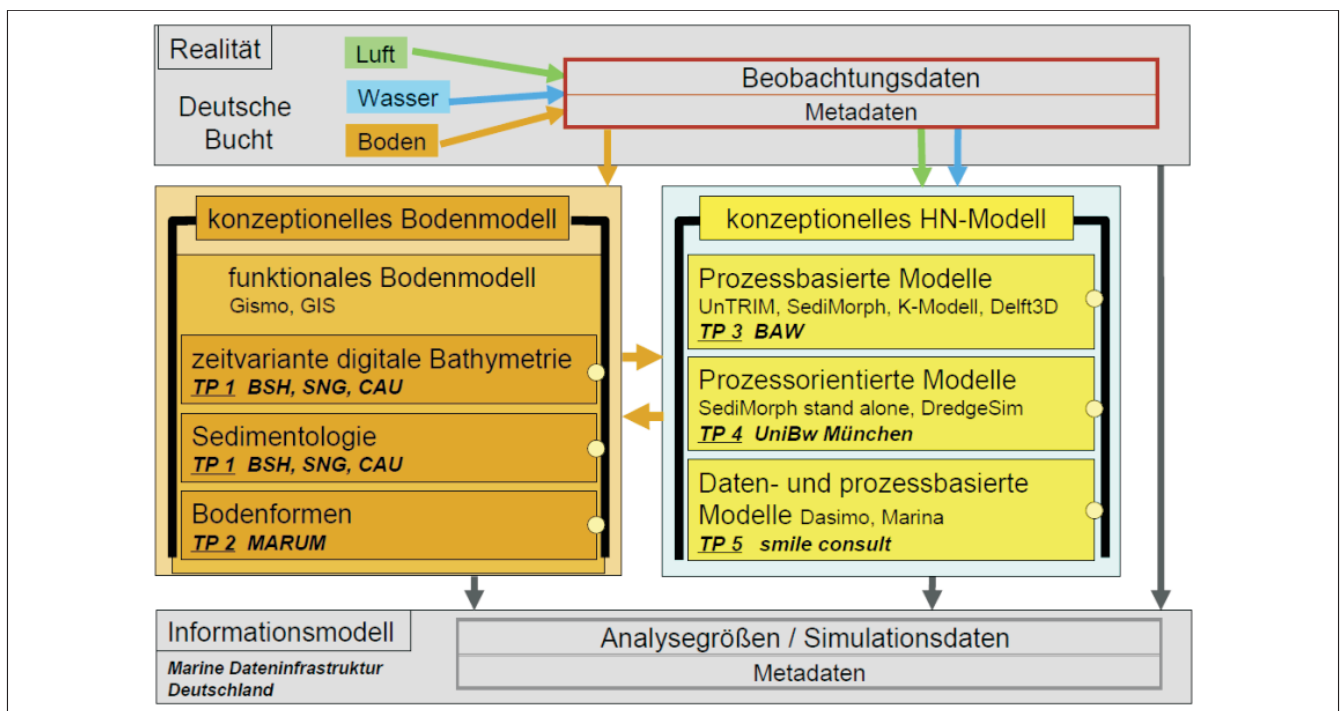 Realität
Deutsche
Bucht
Luft
Wasser
Boden
Beobachtungsdaten
Metadaten
konzeptionelles Bodenmodell
funktionales Bodenmodell
Gismo, GIS
zeitvariante digitale Bathymetrie
TP 1 BSH, SNG, CAU
Sedimentologie
TP 1 BSH, SNG, CAU
Bodenformen
TP 2 MARUM
konzeptionelles HN-Modell
Prozessbasierte Modelle
UnTRIM, SediMorph, K-Modell, Delft3D
TP 3 BAW
Prozessorientierte Modelle
SediMorph stand alone, DredgeSim
TP 4 UniBw München
Daten- und prozessbasierte
Modelle Dasimo, Marina
TP 5 smile consult
Informationsmodell
Marine Dateninfrastruktur
Deutschland
Analysegrößen / Simulationsdaten
Metadaten